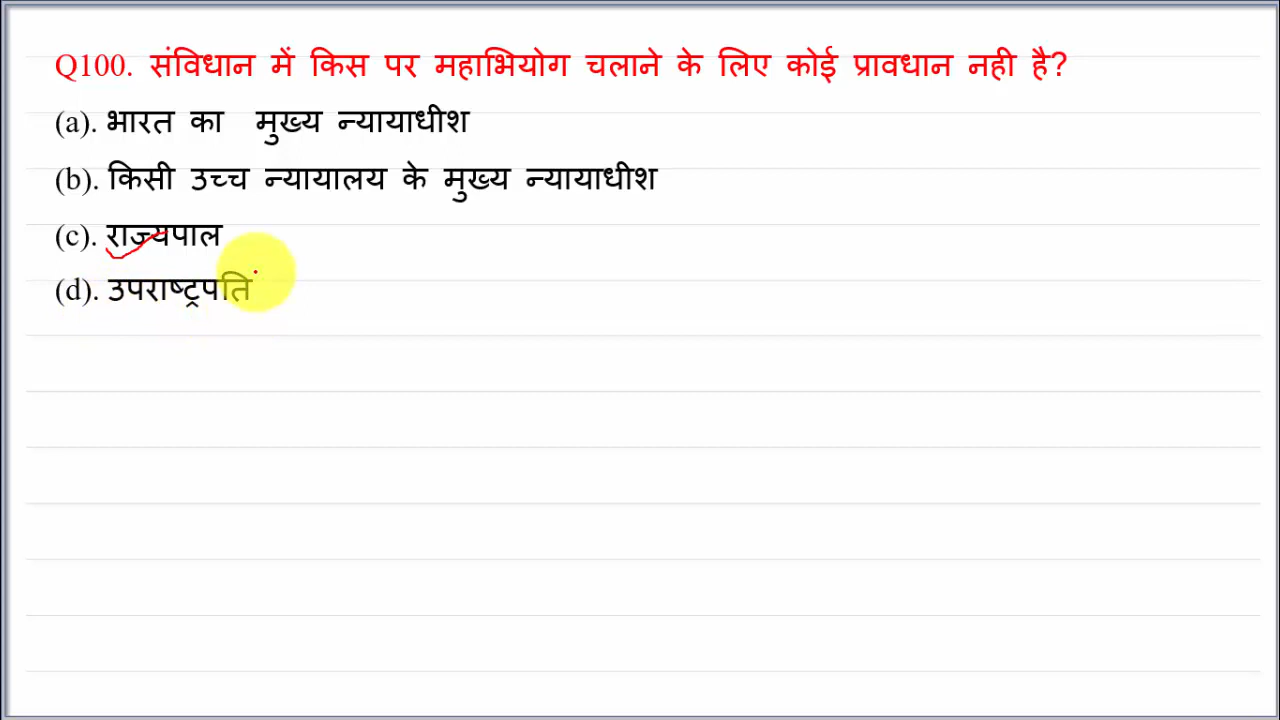 Q100. संविधान में किस पर महाभियोग चलाने के लिए कोई प्रावधान नही है?
(a). भारत का मुख्य न्यायाधीश
(b). किसी उच्च न्यायालय के मुख्य न्यायाधीश
(c). राज्यपाल
(d). उपराष्ट्रपति